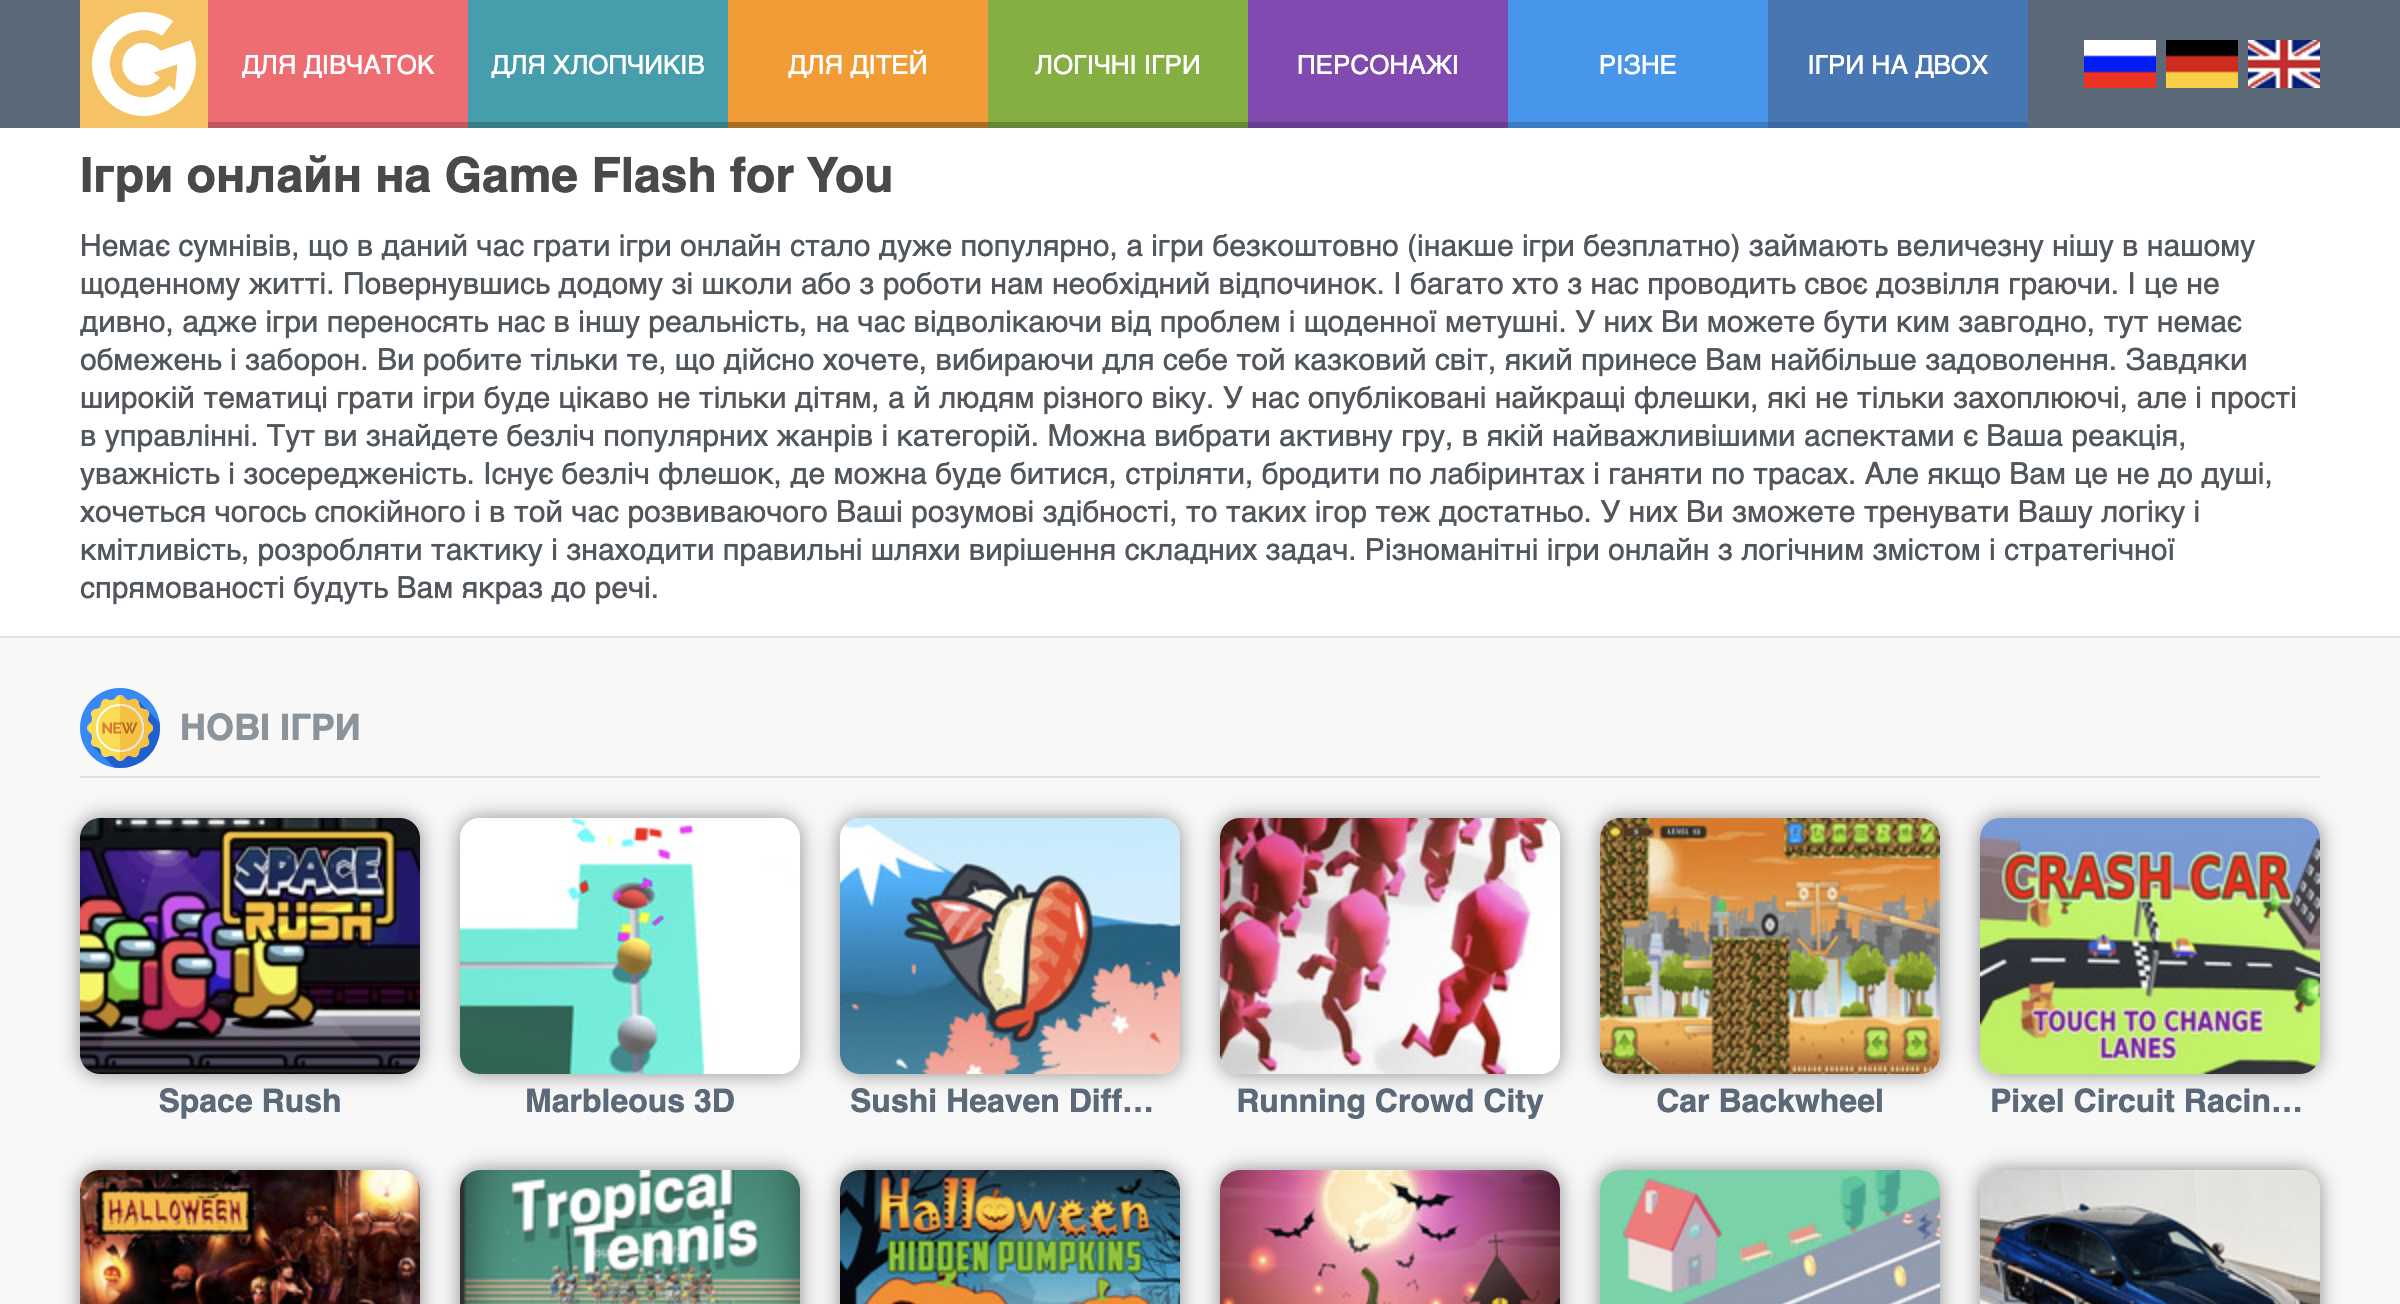 ДЛЯ ДІВЧАТОК
ДЛЯ ХЛОПЧИКІВ
ДЛЯ ДІТЕЙ
ЛОГІЧНІ ІГРИ
ПЕРСОНАЖІ
РІЗНЕ
ІГРИ НА ДВОХ
Ігри онлайн на Game Flash for You
Немає сумнівів, що в даний час грати ігри онлайн стало дуже популярно, а ігри безкоштовно (інакше ігри безплатно) займають величезну нішу в нашому
щоденному житті. Повернувшись додому зі школи або з роботи нам необхідний відпочинок. І багато хто з нас проводить своє дозвілля граючи. І це не
дивно, адже ігри переносять нас в іншу реальність, на час відволікаючи від проблем і щоденної метушні. У них Ви можете бути ким завгодно, тут немає
обмежень і заборон. Ви робите тільки те, що дійсно хочете, вибираючи для себе той казковий світ, який принесе Вам найбільше задоволення. Завдяки
широкій тематиці грати ігри буде цікаво не тільки дітям, а й людям різного віку. У нас опубліковані найкращі флешки, які не тільки захоплюючі, але і прості
в управлінні. Тут ви знайдете безліч популярних жанрів і категорій. Можна вибрати активну гру, в якій найважливішими аспектами є Ваша реакція,
уважність і зосередженість. Існує безліч флешок, де можна буде битися, стріляти, бродити по лабіринтах і ганяти по трасах. Але якщо Вам це не до душі,
хочеться чогось спокійного і в той час розвиваючого Ваші розумові здібності, то таких ігор теж достатньо. У них Ви зможете тренувати Вашу логіку і
кмітливість, розробляти тактику і знаходити правильні шляхи вирішення складних задач. Різноманітні ігри онлайн з логічним змістом і стратегічної
спрямованості будуть Вам якраз до речі.
NEW
НОВІ ІГРИ
SPACE
RUSH
CRASH CAR
TOUCH TO CHANGE
LANES
Space Rush
Marbleous 3D
Sushi Heaven Diff...
Running Crowd City
Car Backwheel
Pixel Circuit Racin...
HALLOWEEN
Tropical
Tennis
Halloween
HIDDEN PUMPKINS